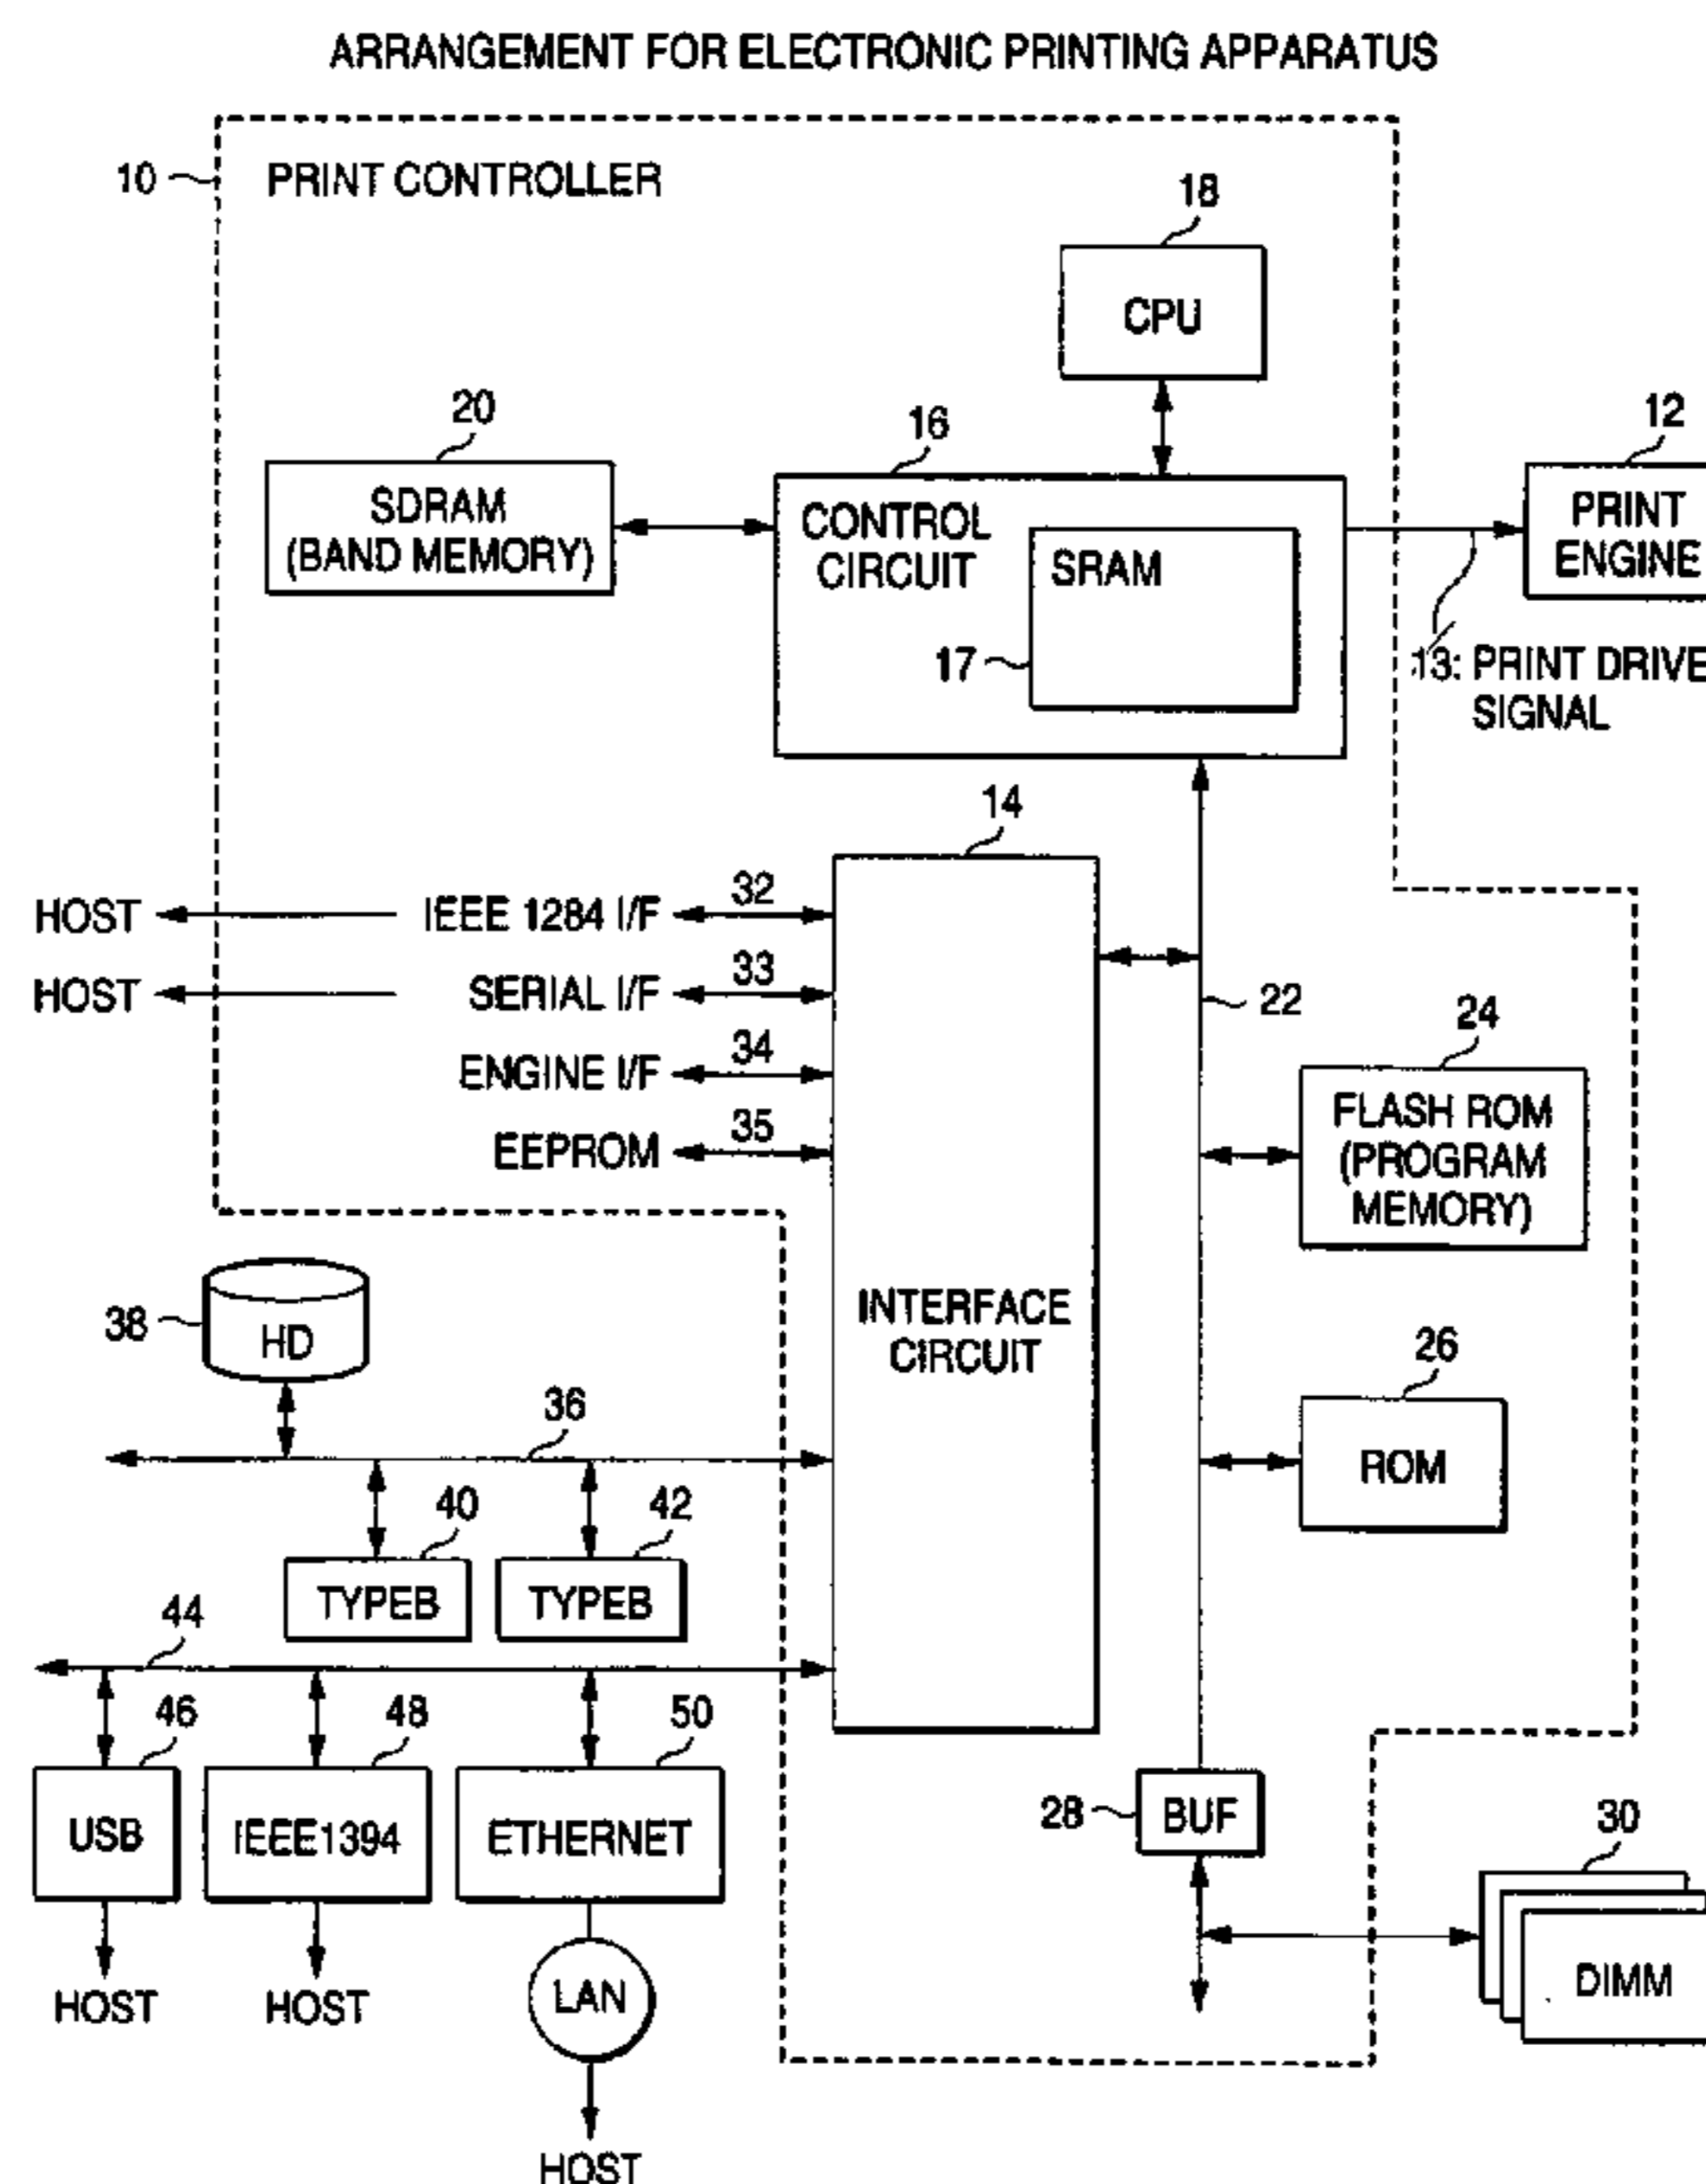 ARRANGEMENT FOR ELECTRONIC PRINTING APPARATUS
10
PRINT CONTROLLER
18
CPU
20
SDRAM
(BAND MEMORY)
16
CONTROL
CIRCUIT
SRAM
17
12
PRINT
ENGINE
13: PRINT DRIVE
SIGNAL
14
INTERFACE
CIRCUIT
HOST
IEEE 1284 I/F
32
HOST
SERIAL I/F
33
ENGINE I/F
34
EEPROM
35
22
24
FLASH ROM
(PROGRAM
MEMORY)
38
HD
26
ROM
36
40
TYPEB
42
TYPEB
44
46
USB
48
IEEE1394
50
ETHERNET
28
BUF
30
DIMM
HOST
HOST
LAN
HOST